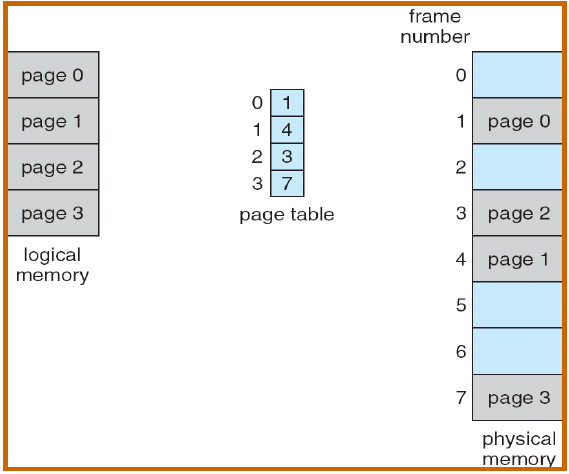 page 0
page 1
page 2
page 3
logical
memory
0 1
1 4
2 3
3 7
page table
frame
number
0
1 page 0
2
3 page 2
4 page 1
5
6
7 page 3
physical
memory